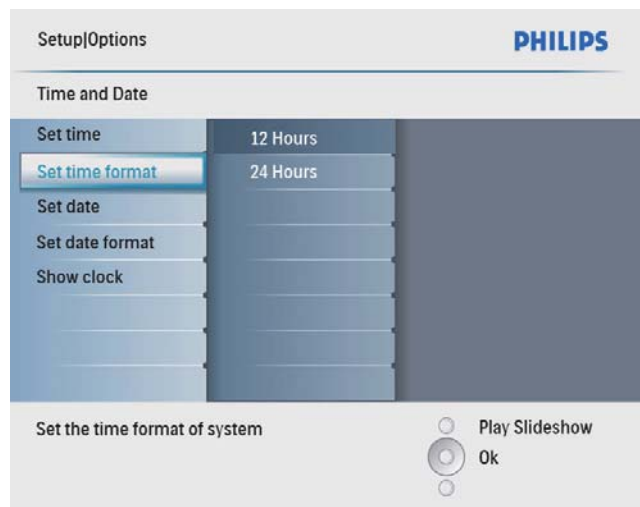 Setup|Options
PHILIPS
Time and Date
Set time
Set time format
Set date
Set date format
Show clock
12 Hours
24 Hours
Set the time format of system
Play Slideshow
Ok